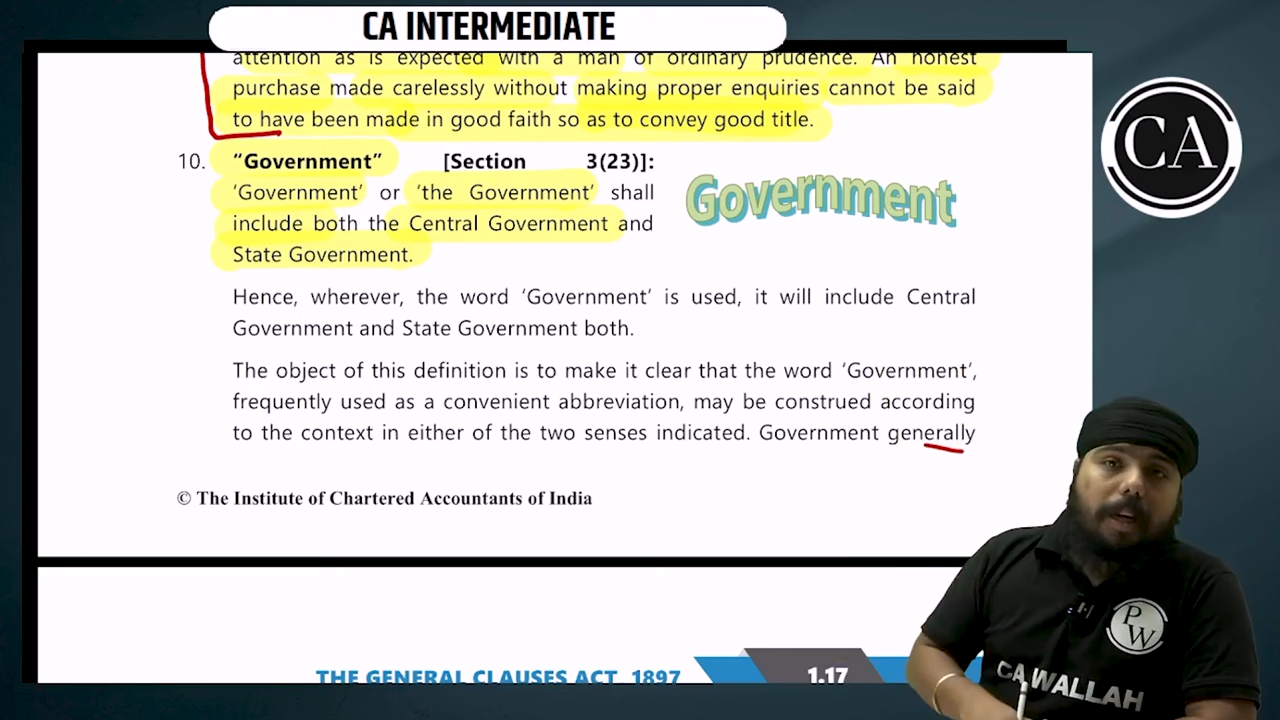 CA INTERMEDIATE
attention as is expected with a man of ordinary prudence. An honest
purchase made carelessly without making proper enquiries cannot be said
to have been made in good faith so as to convey good title.
10. “Government” [Section 3(23)]:
‘Government’ or ‘the Government’ shall
include both the Central Government and
State Government.
Government
Hence, wherever, the word ‘Government’ is used, it will include Central
Government and State Government both.
The object of this definition is to make it clear that the word ‘Government’,
frequently used as a convenient abbreviation, may be construed according
to the context in either of the two senses indicated. Government generally
© The Institute of Chartered Accountants of India
THE GENERAL CLAUSES ACT, 1897 1.17
CA
PW
CA WALLAH